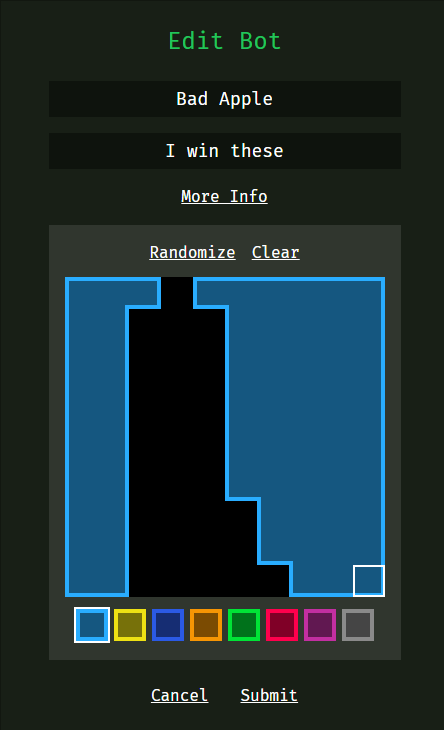 Edit Bot
Bad Apple
I win these
More Info
Randomize Clear
Cancel Submit